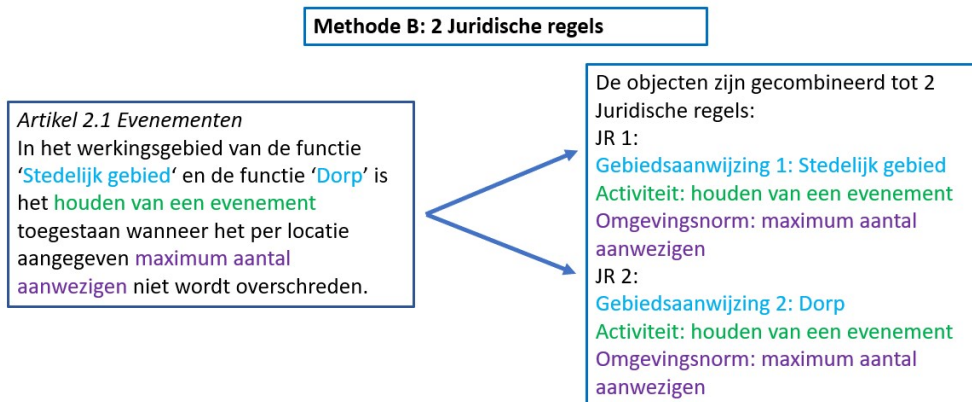 Methode B: 2 Juridische regels
Artikel 2.1 Evenementen
In het werkingsgebied van de functie
‘Stedelijk gebied‘ en de functie ‘Dorp’ is
het houden van een evenement
toegestaan wanneer het per locatie
aangegeven maximum aantal
aanwezigen niet wordt overschreden.
De objecten zijn gecombineerd tot 2
Juridische regels:
JR 1:
Gebiedsaanwijzing 1: Stedelijk gebied
Activiteit: houden van een evenement
Omgevingsnorm: maximum aantal
aanwezigen
JR 2:
Gebiedsaanwijzing 2: Dorp
Activiteit: houden van een evenement
Omgevingsnorm: maximum aantal
aanwezigen